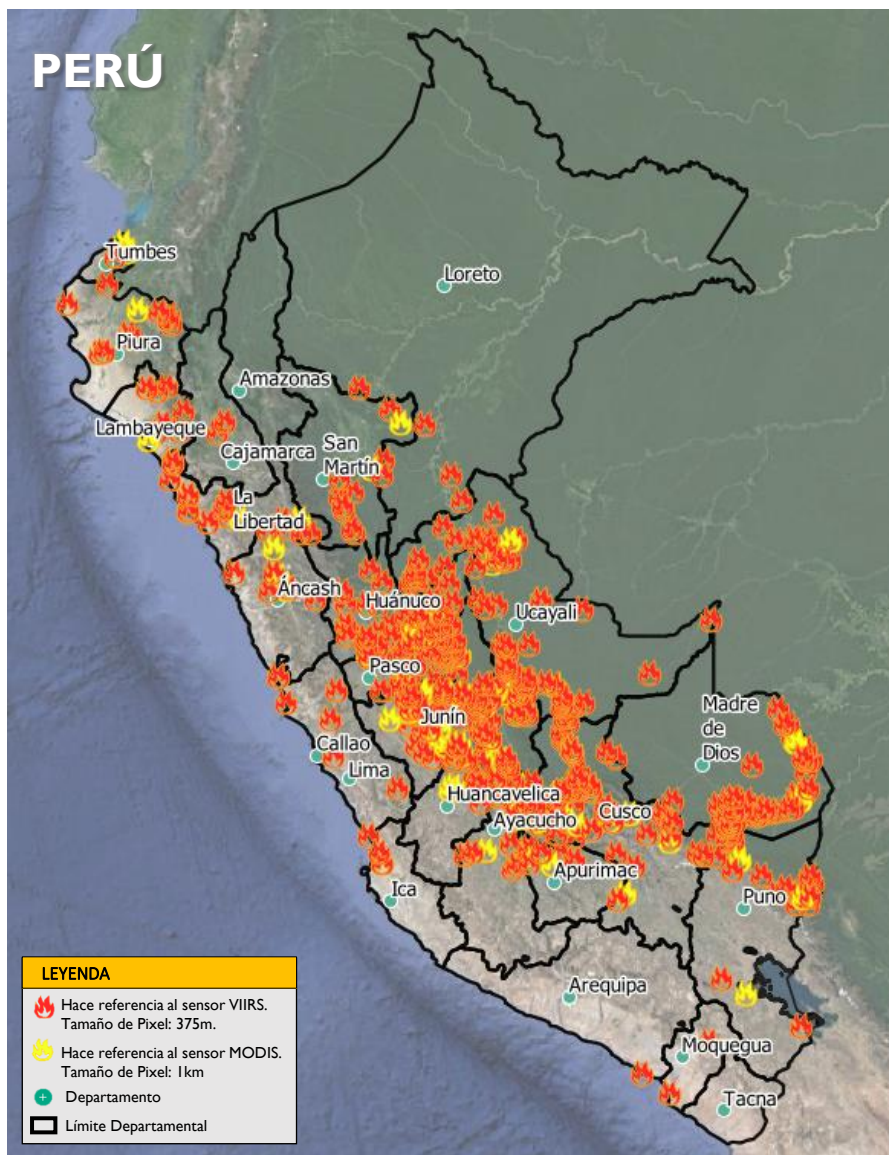 PERÚ
Tumbes
Loreto
Piura
Amazonas
Lambayeque
Cajamarca
San
Martín
La
Libertad
Áncash
Huánuco
Ucayali
Pasco
Madre
de
Dios
Junín
Callao
Lima
Huancavelica
Cusco
Ayacucho
Apurimac
Ica
Puno
Arequipa
Moquegua
Tacna
LEYENDA
Hace referencia al sensor VIIRS.
Tamaño de Pixel: 375m.
Hace referencia al sensor MODIS.
Tamaño de Pixel: 1km
Departamento
Límite Departamental